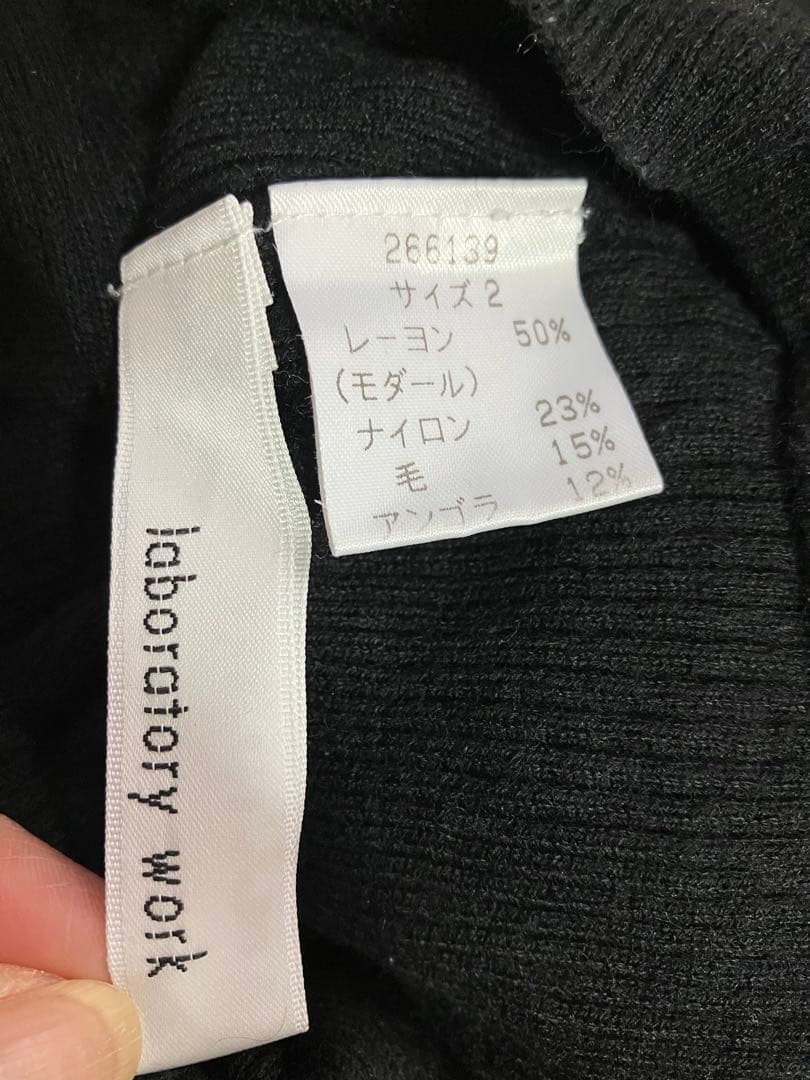 laboratory work
266139
サイズ 2
レーヨン 50%
(モダール)
ナイロン 23%
毛 15%
アンゴラ 12%